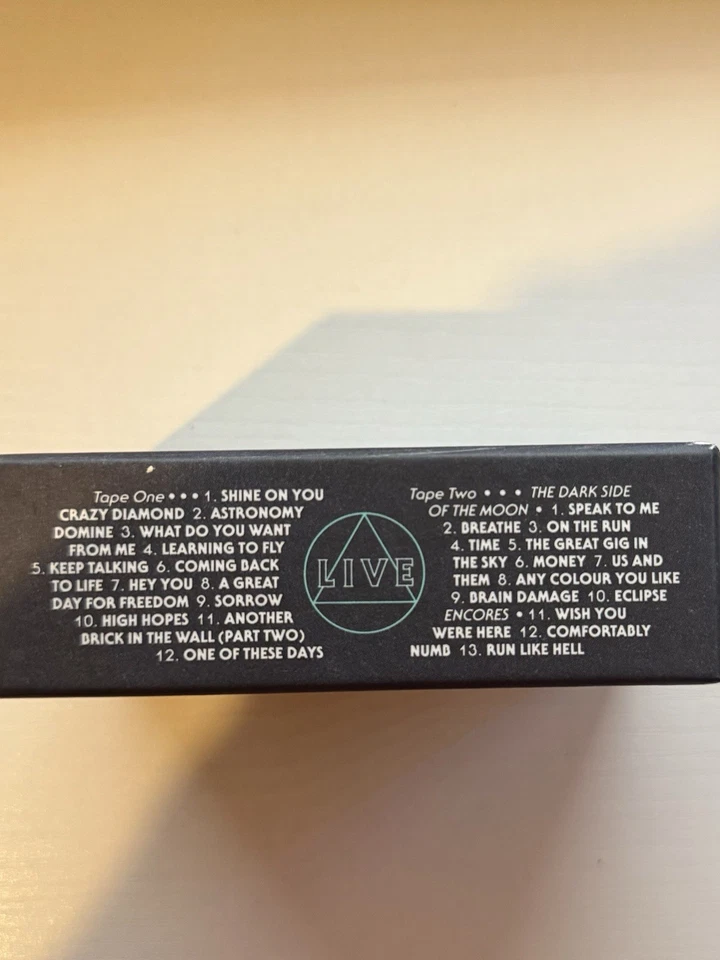 Tape One • • • 1. SHINE ON YOU
CRAZY DIAMOND 2. ASTRONOMY
DOMINE 3. WHAT DO YOU WANT
FROM ME 4. LEARNING TO FLY
5. KEEP TALKING 6. COMING BACK
TO LIFE 7. HEY YOU 8. A GREAT
DAY FOR FREEDOM 9. SORROW
10. HIGH HOPES 11. ANOTHER
BRICK IN THE WALL (PART TWO)
12. ONE OF THESE DAYS
LIVE
Tape Two • • • THE DARK SIDE
OF THE MOON • 1. SPEAK TO ME
2. BREATHE 3. ON THE RUN
4. TIME 5. THE GREAT GIG IN
THE SKY 6. MONEY 7. US AND
THEM 8. ANY COLOUR YOU LIKE
9. BRAIN DAMAGE 10. ECLIPSE
ENCORES • 11. WISH YOU
WERE HERE 12. COMFORTABLY
NUMB 13. RUN LIKE HELL